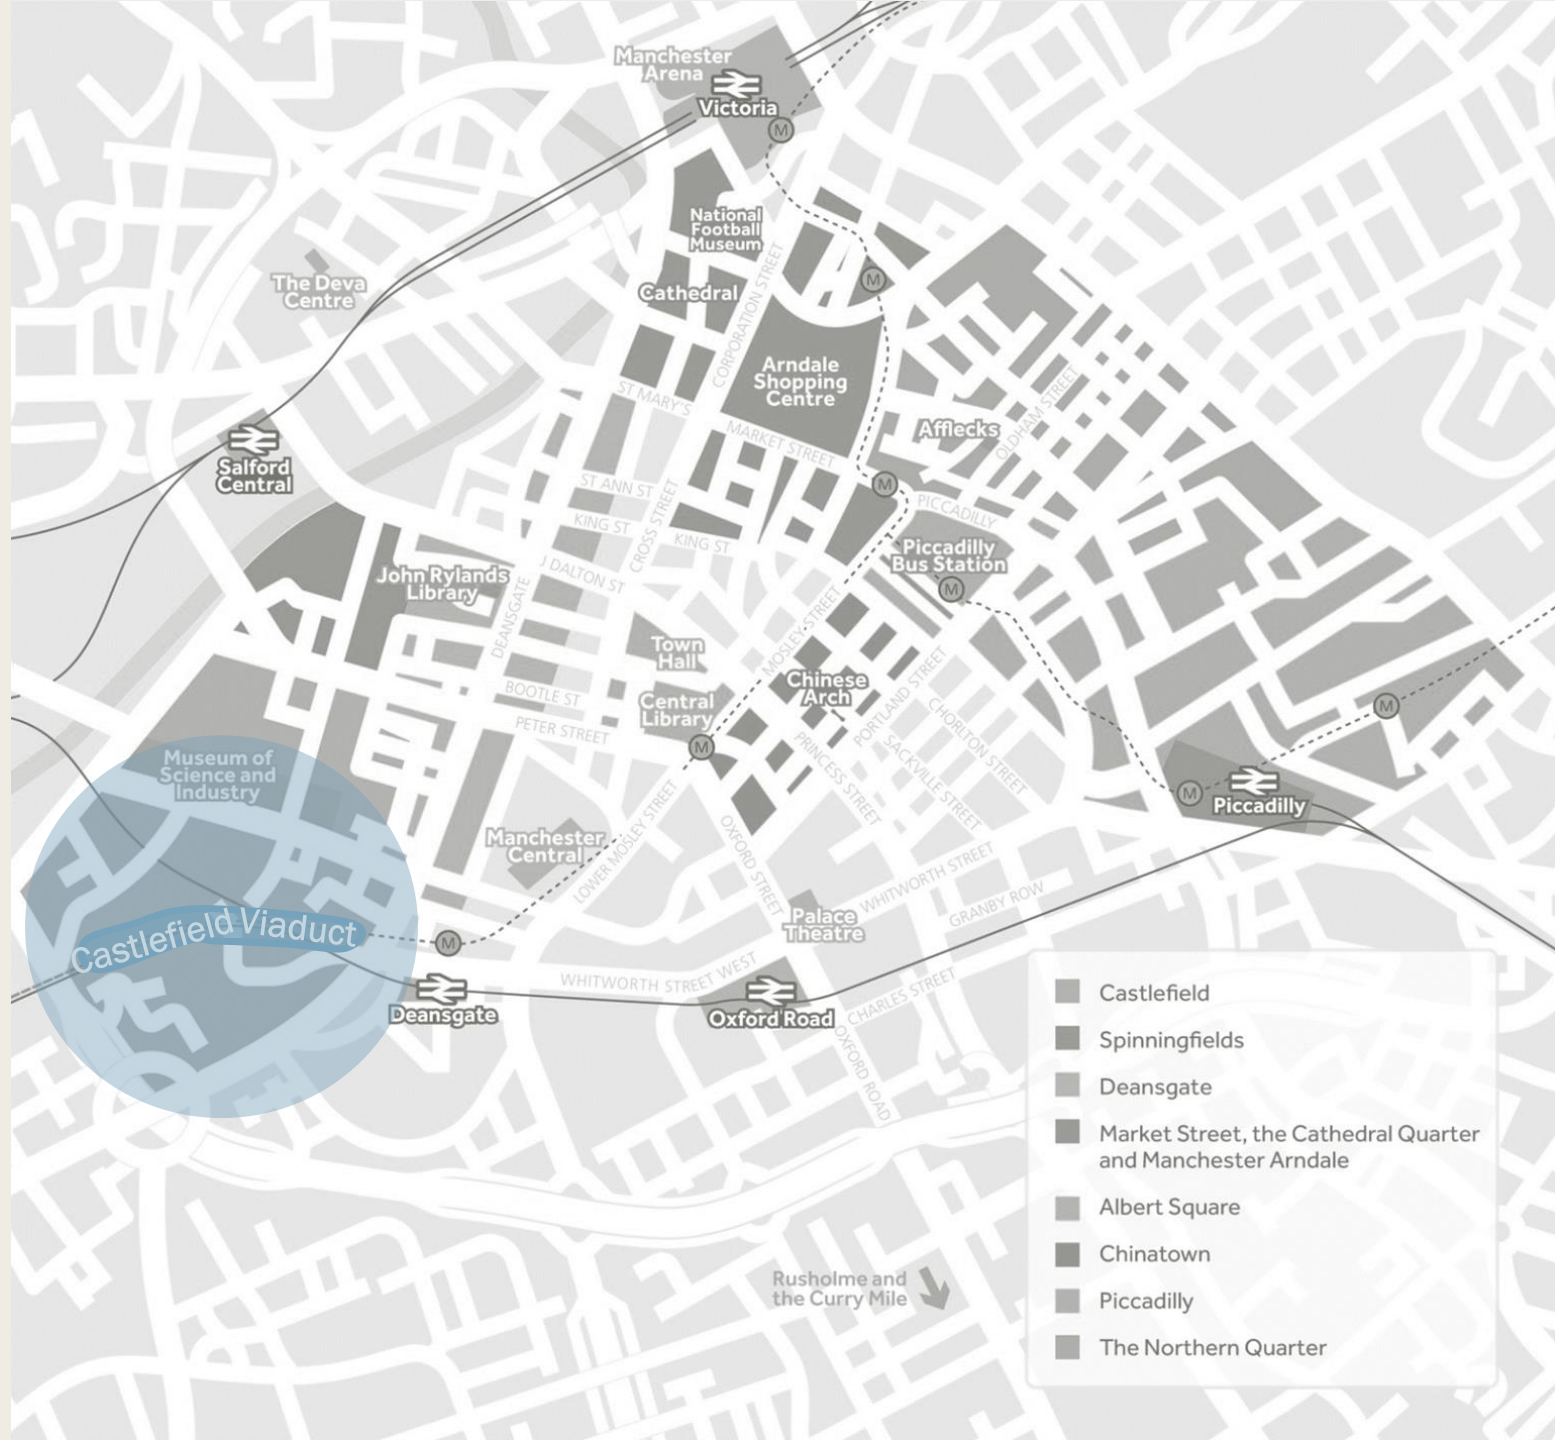 Manchester
Arena
Victoria
M
National
Football
Museum
The Deva
Centre
M
Cathedral
CORPORATION STREET
Arndale
Shopping
Centre
ST MARY'S
MARKET STREET
Afflecks
OLDHAM STREET
Salford
Central
ST ANN ST
M
PICCADILLY
KING ST
CROSS STREET
KING ST
Piccadilly
Bus Station
M
J DALTON ST
John Rylands
Library
DEANSGATE
MOSLEY STREET
Town
Hall
Chinese
Arch
BOOTLE ST
Central
Library
PETER STREET
M
PORTLAND STREET
CHORLTON STREET
SACKVILLE STREET
PRINCESS STREET
M
M
Piccadilly
Museum of
Science and
Industry
Manchester
Central
LOWER MOSLEY STREET
OXFORD STREET
WHITWORTH STREET
GRANBY ROW
Palace
Theatre
Castlefield Viaduct
M
WHITWORTH STREET WEST
Deansgate
Oxford Road
CHARLES STREET
OXFORD ROAD
Castlefield
Spinningfields
Deansgate
Market Street, the Cathedral Quarter
and Manchester Arndale
Albert Square
Chinatown
Piccadilly
The Northern Quarter
Rusholme and
the Curry Mile